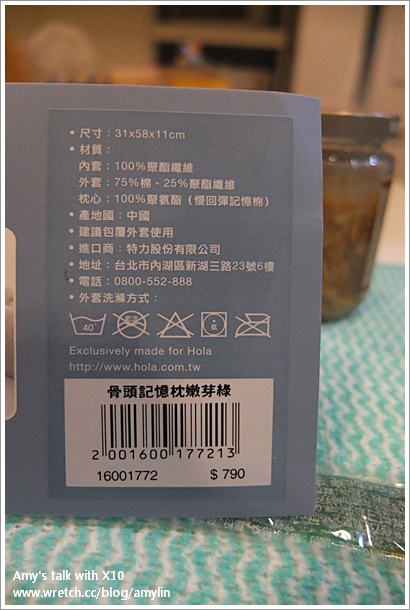 • 尺寸：31x58x11cm
• 材質：
內套：100%聚酯纖維
外套：75%棉、25%聚酯纖維
枕心：100%聚氨酯（慢回彈記憶棉）
• 產地國：中國
• 建議包覆外套使用
• 進口商：特力股份有限公司
• 地址：台北市內湖區新湖三路23號6樓
• 電話：0800-552-888
• 外套洗滌方式：
40°
Exclusively made for Hola
http://www.hola.com.tw
骨頭記憶枕嫩芽綠
2 001600 177213
16001772 $ 790
Amy's talk with X10
www.wretch.cc/blog/amylin